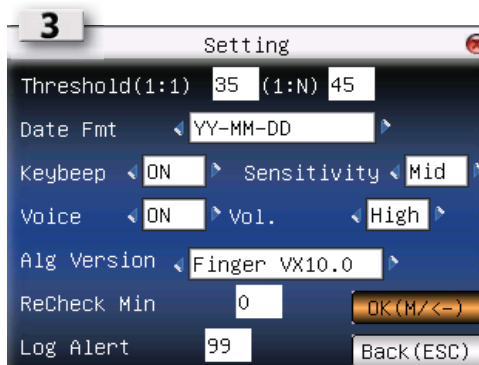 3
Setting
Threshold(1:1) 35 (1:N) 45
Date Fmt YY-MM-DD
Keybeep ON Sensitivity Mid
Voice ON Vol. High
Alg Version Finger VX10.0
ReCheck Min 0 OK(M/<-)
Log Alert 99 Back(ESC)